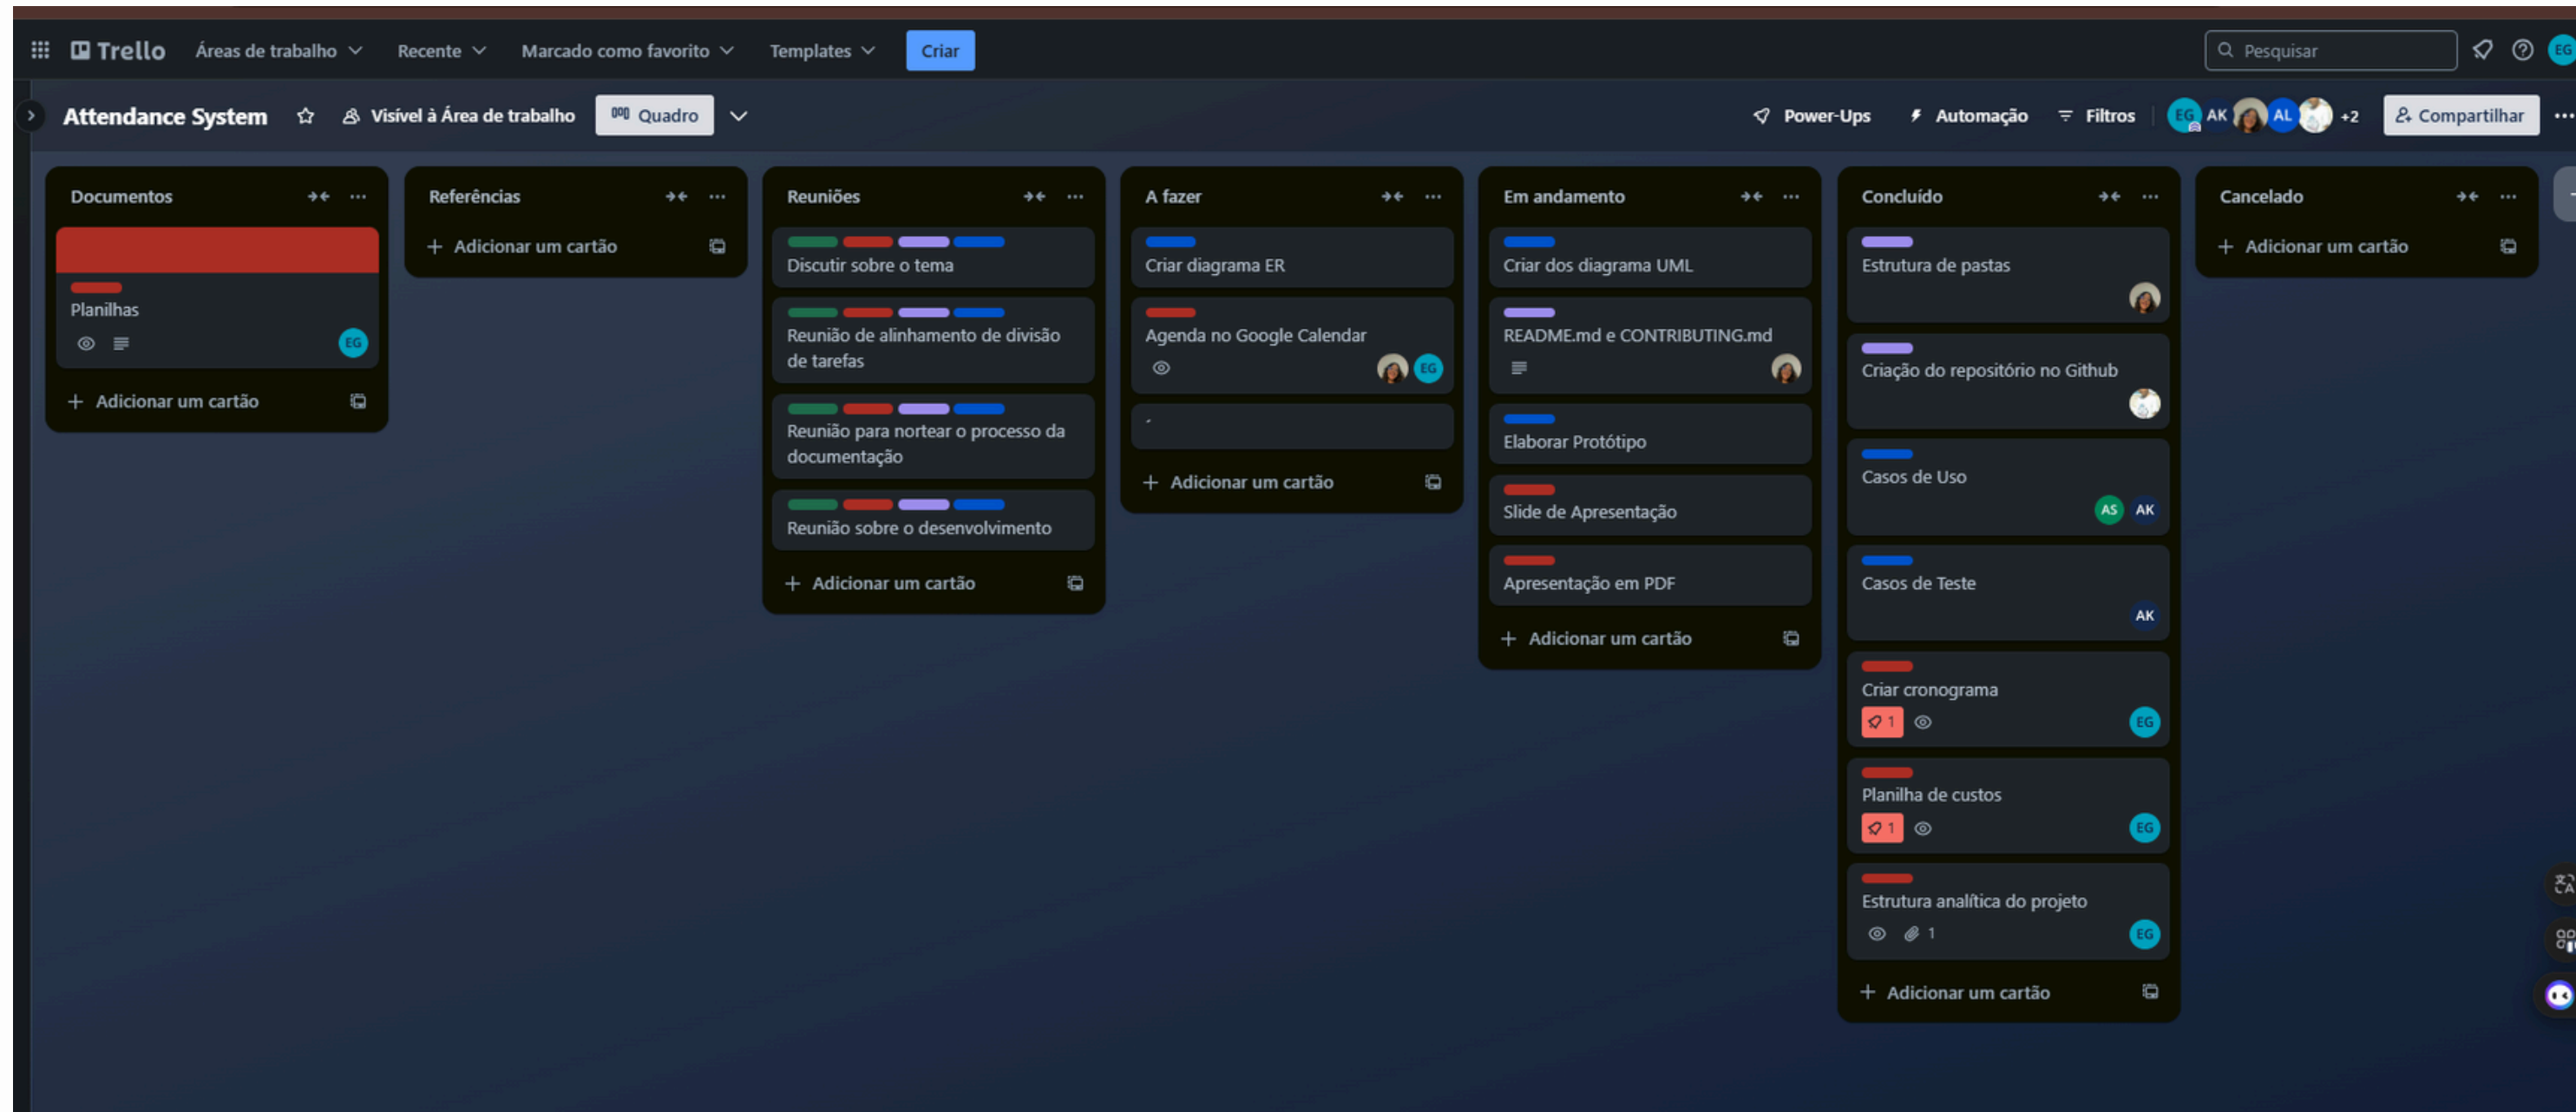 Trello
Áreas de trabalho
Recente
Marcado como favorito
Templates
Criar
Pesquisar
EG
Attendance System
Visível à Área de trabalho
Quadro
Power-Ups
Automação
Filtros
EG
AK
AL
+2
Compartilhar
Documentos
Planilhas
EG
Adicionar um cartão
Referências
Adicionar um cartão
Reuniões
Discutir sobre o tema
Reunião de alinhamento de divisão
de tarefas
Reunião para nortear o processo da
documentação
Reunião sobre o desenvolvimento
Adicionar um cartão
A fazer
Criar diagrama ER
Agenda no Google Calendar
EG
´
Adicionar um cartão
Em andamento
Criar dos diagrama UML
README.md e CONTRIBUTING.md
Elaborar Protótipo
Slide de Apresentação
Apresentação em PDF
Adicionar um cartão
Concluído
Estrutura de pastas
Criação do repositório no Github
Casos de Uso
AS AK
Casos de Teste
AK
Criar cronograma
1
EG
Planilha de custos
1
EG
Estrutura analítica do projeto
1
EG
Adicionar um cartão
Cancelado
Adicionar um cartão